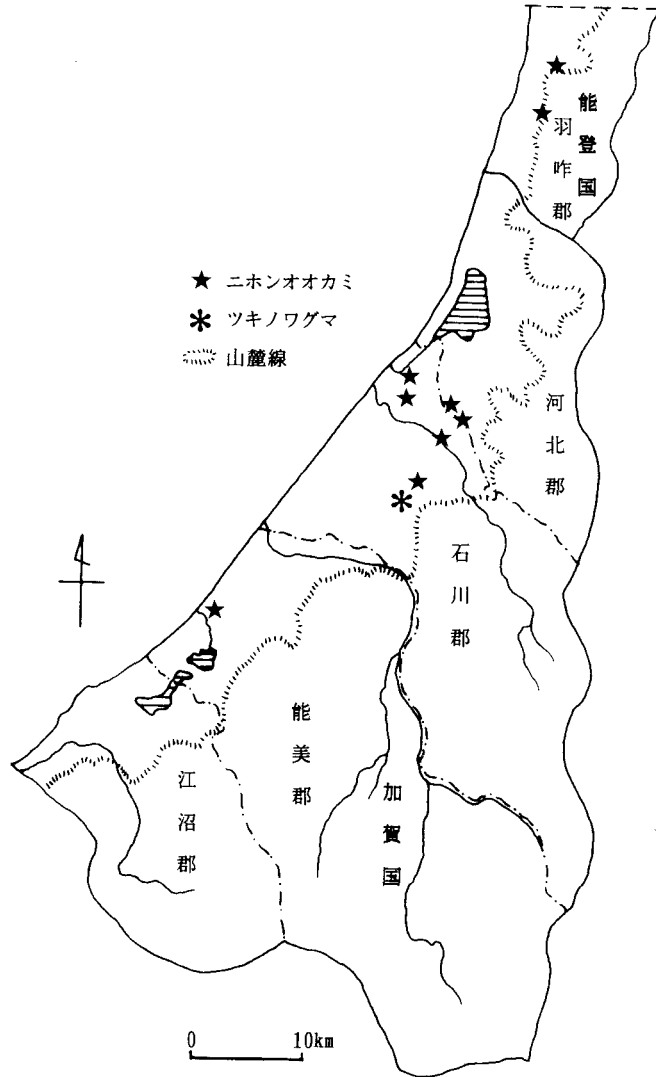 能登国
羽咋郡
ニホンオオカミ
ツキノワグマ
山麓線
河北郡
石川郡
能美郡
加賀国
江沼郡
0 10km